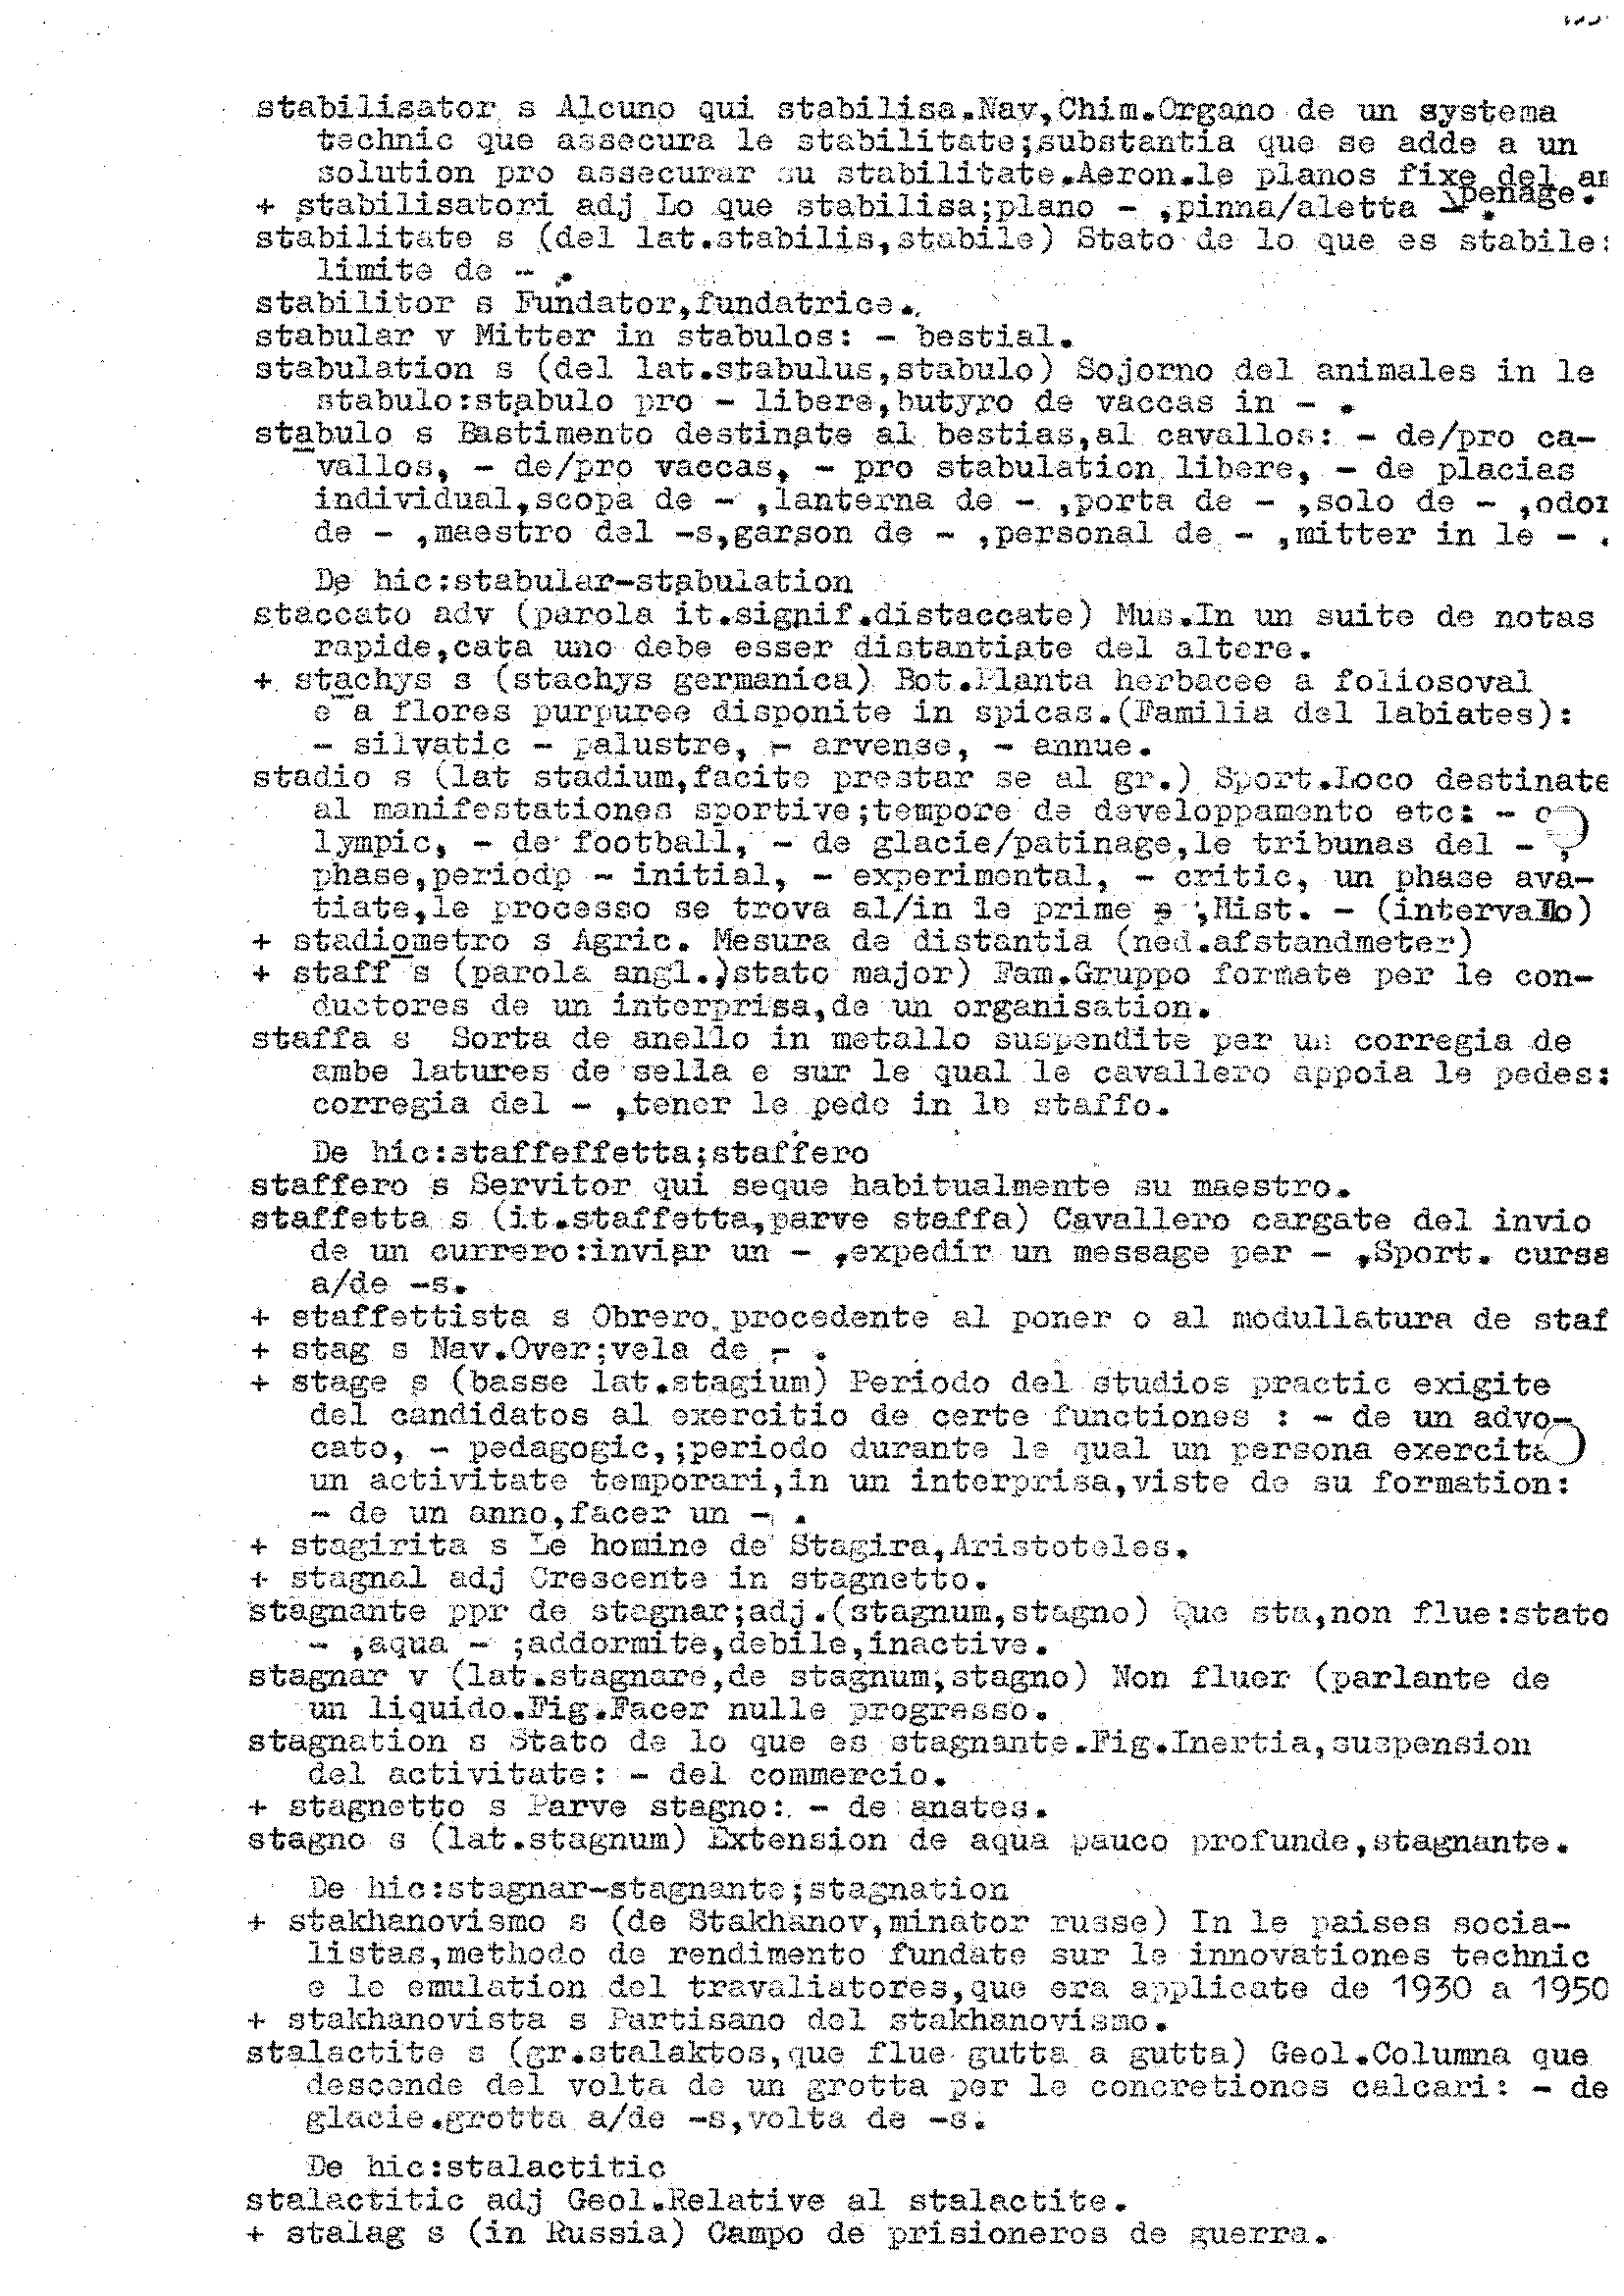 stabilisator s Alcuno qui stabilisa.Nav,Chim.Organo de un systema
technic que assecura le stabilitate;substantia que se adde a un
solution pro assecurar su stabilitate.Aeron.le planos fixe del
penage.
+ stabilisatori adj Lo que stabilisa;plano - ,pinna/aletta - .
stabilitate s (del lat.stabilis,stabile) Stato de lo que es stabile:
limite de - .
stabilitor s Fundator,fundatrice.
stabular v Mitter in stabulos: - bestial.
stabulation s (del lat.stabulus,stabulo) Sojorno del animales in le
stabulo:stabulo pro - libere,butyro de vaccas in - .
stabulo s Bastimento destinate al bestias,al cavallos: - de/pro ca-
vallos, - de/pro vaccas, - pro stabulation libere, - de placias
individual,scopa de - ,lanterna de - ,porta de - ,solo de - ,odor
de - ,maestro del -s,garson de - ,personal de - ,mitter in le - .
De hic:stabular-stabulation
staccato adv (parola it.signif.distaccate) Mus.In un suite de notas
rapide,cata uno debe esser distantiate del altere.
+ stachys s (stachys germanica) Bot.Planta herbacee a foliosoval
e a flores purpuree disponite in spicas.(Familia del labiates):
- silvatic - palustre, - arvense, - annue.
stadio s (lat stadium,facite prestar se al gr.) Sport.Loco destinate
al manifestationes sportive;tempore de developpamento etc: - o
lympic, - de football, - de glacie/patinage,le tribunas del - ,
phase,periodp - initial, - experimental, - critic, un phase ava-
tiate,le processo se trova al/in le prime s ,Hist. - (intervallo)
+ stadiometro s Agric. Mesura de distantia (ned.afstandmeter)
+ staff s (parola angl.)stato major) Fam.Gruppo formate per le con-
ductores de un interprisa,de un organisation.
staffa s  Sorta de anello in metallo suspendite per un corregia de
ambe latures de sella e sur le qual le cavallero appoia le pedes:
corregia del - ,tener le pede in le staffo.
De hic:staffeffetta;staffero
staffero s Servitor qui seque habitualmente su maestro.
staffetta s (it.staffetta,parve staffa) Cavallero cargate del invio
de un currero:inviar un - ,expedir un message per - ,Sport. cursa
a/de -s.
+ staffettista s Obrero procedente al poner o al modullatura de staf
+ stag s Nav.Over;vela de - .
+ stage s (basse lat.stagium) Periodo del studios practic exigite
del candidatos al exercitio de certe functiones : - de un advo-
cato, - pedagogic,;periodo durante le qual un persona exercita
un activitate temporari,in un interprisa,viste de su formation:
- de un anno,facer un - .
+ stagirita s Le homine de Stagira,Aristoteles.
+ stagnal adj Crescente in stagnetto.
stagnante ppr de stagnar;adj.(stagnum,stagno) Que sta,non flue:stato
- ,aqua - ;addormite,debile,inactive.
stagnar v (lat.stagnare,de stagnum,stagno) Non fluer (parlante de
un liquido.Fig.Facer nulle progresso.
stagnation s Stato de lo que es stagnante.Fig.Inertia,suspension
del activitate: - del commercio.
+ stagnetto s Parve stagno: - de anates.
stagno s (lat.stagnum) Extension de aqua pauco profunde,stagnante.
De hic:stagnar-stagnante;stagnation
+ stakhanovismo s (de Stakhanov,minator russe) In le paises socia-
listas,methodo de rendimento fundate sur le innovationes technic
e le emulation del travaliatores,que era applicate de 1930 a 1950
+ stakhanovista s Partisano del stakhanovismo.
stalactite s (gr.stalaktos,que flue gutta a gutta) Geol.Columna que
descende del volta de un grotta per le concretiones calcari: - de
glacie.grotta a/de -s,volta de -s.
De hic:stalactitic
stalactitic adj Geol.Relative al stalactite.
+ stalag s (in Russia) Campo de prisioneros de guerra.